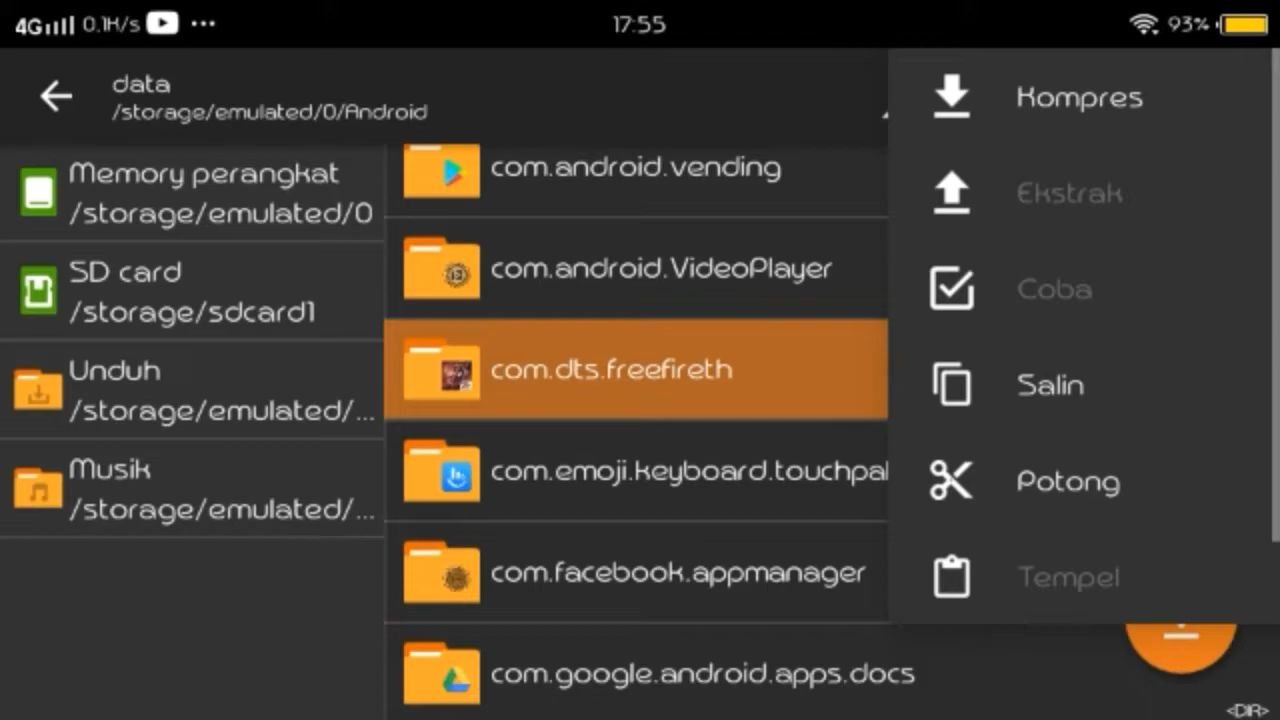 4G 0.1K/s ... 17:55 93%
data
/storage/emulated/0/Android
Memory perangkat
/storage/emulated/0
SD card
/storage/sdcard1
Unduh
/storage/emulated/...
Musik
/storage/emulated/...
com.android.vending
com.android.VideoPlayer
com.dts.freefireth
com.emoji.keyboard.touchpal
com.facebook.appmanager
com.google.android.apps.docs
Kompres
Ekstrak
Coba
Salin
Potong
Tempel
<DIR>